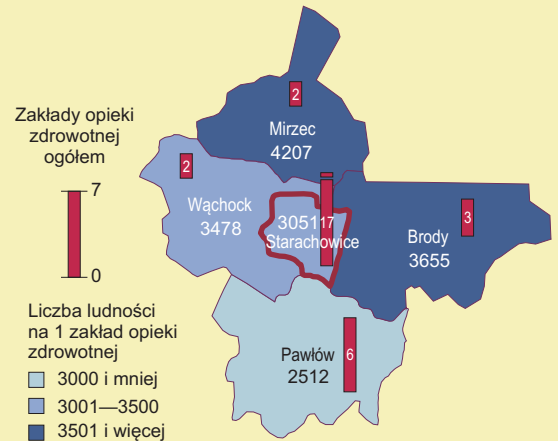 Zakłady opieki
zdrowotnej
ogółem
7
0
Liczba ludności
na 1 zakład opieki
zdrowotnej
3000 i mniej
3001—3500
3501 i więcej
2
Mirzec
4207
2
Wąchock
3478
3051
17
Starachowice
3
Brody
3655
6
Pawłów
2512